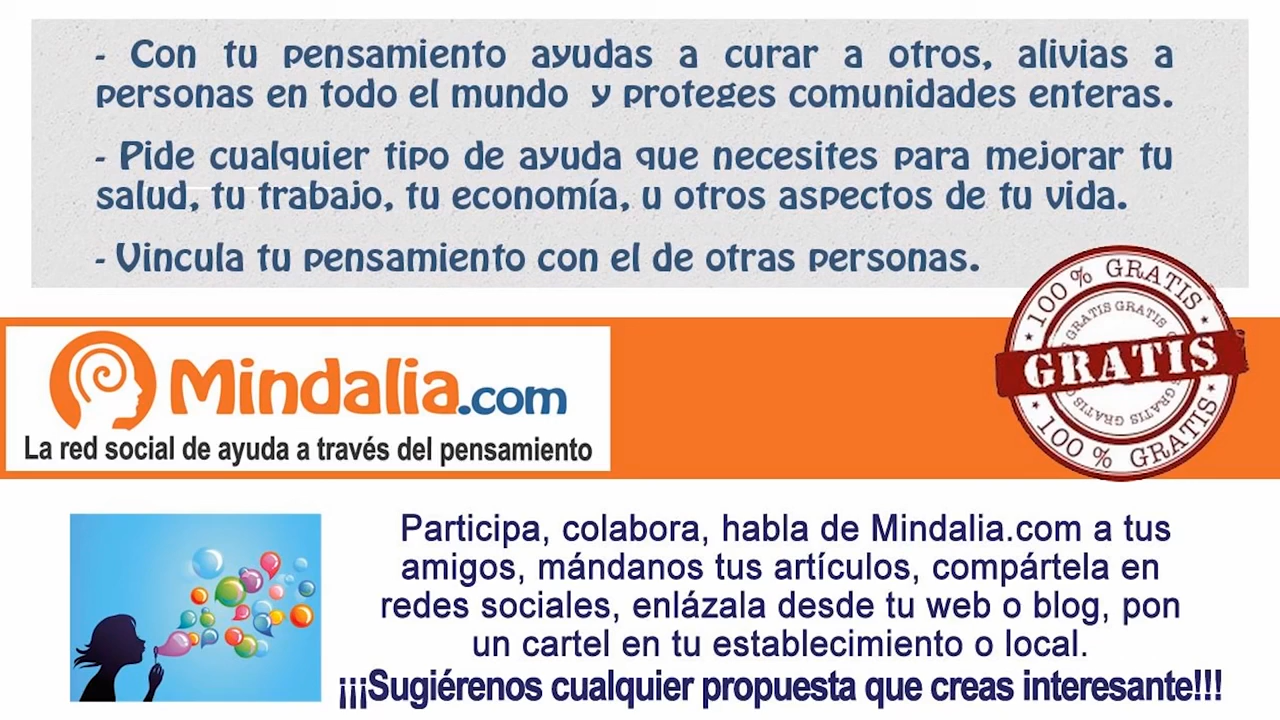 - Con tu pensamiento ayudas a curar a otros, alivias a
personas en todo el mundo y proteges comunidades enteras.
- Pide cualquier tipo de ayuda que necesites para mejorar tu
salud, tu trabajo, tu economía, u otros aspectos de tu vida.
- Vincula tu pensamiento con el de otras personas.
100 % GRATIS
GRATIS GRATIS GRATIS
GRATIS
GRATIS GRATIS GRATIS
100 % GRATIS
Mindalia.com
La red social de ayuda a través del pensamiento
Participa, colabora, habla de Mindalia.com a tus
amigos, mándanos tus artículos, compártela en
redes sociales, enlázala desde tu web o blog, pon
un cartel en tu establecimiento o local.
¡¡¡Sugiérenos cualquier propuesta que creas interesante!!!